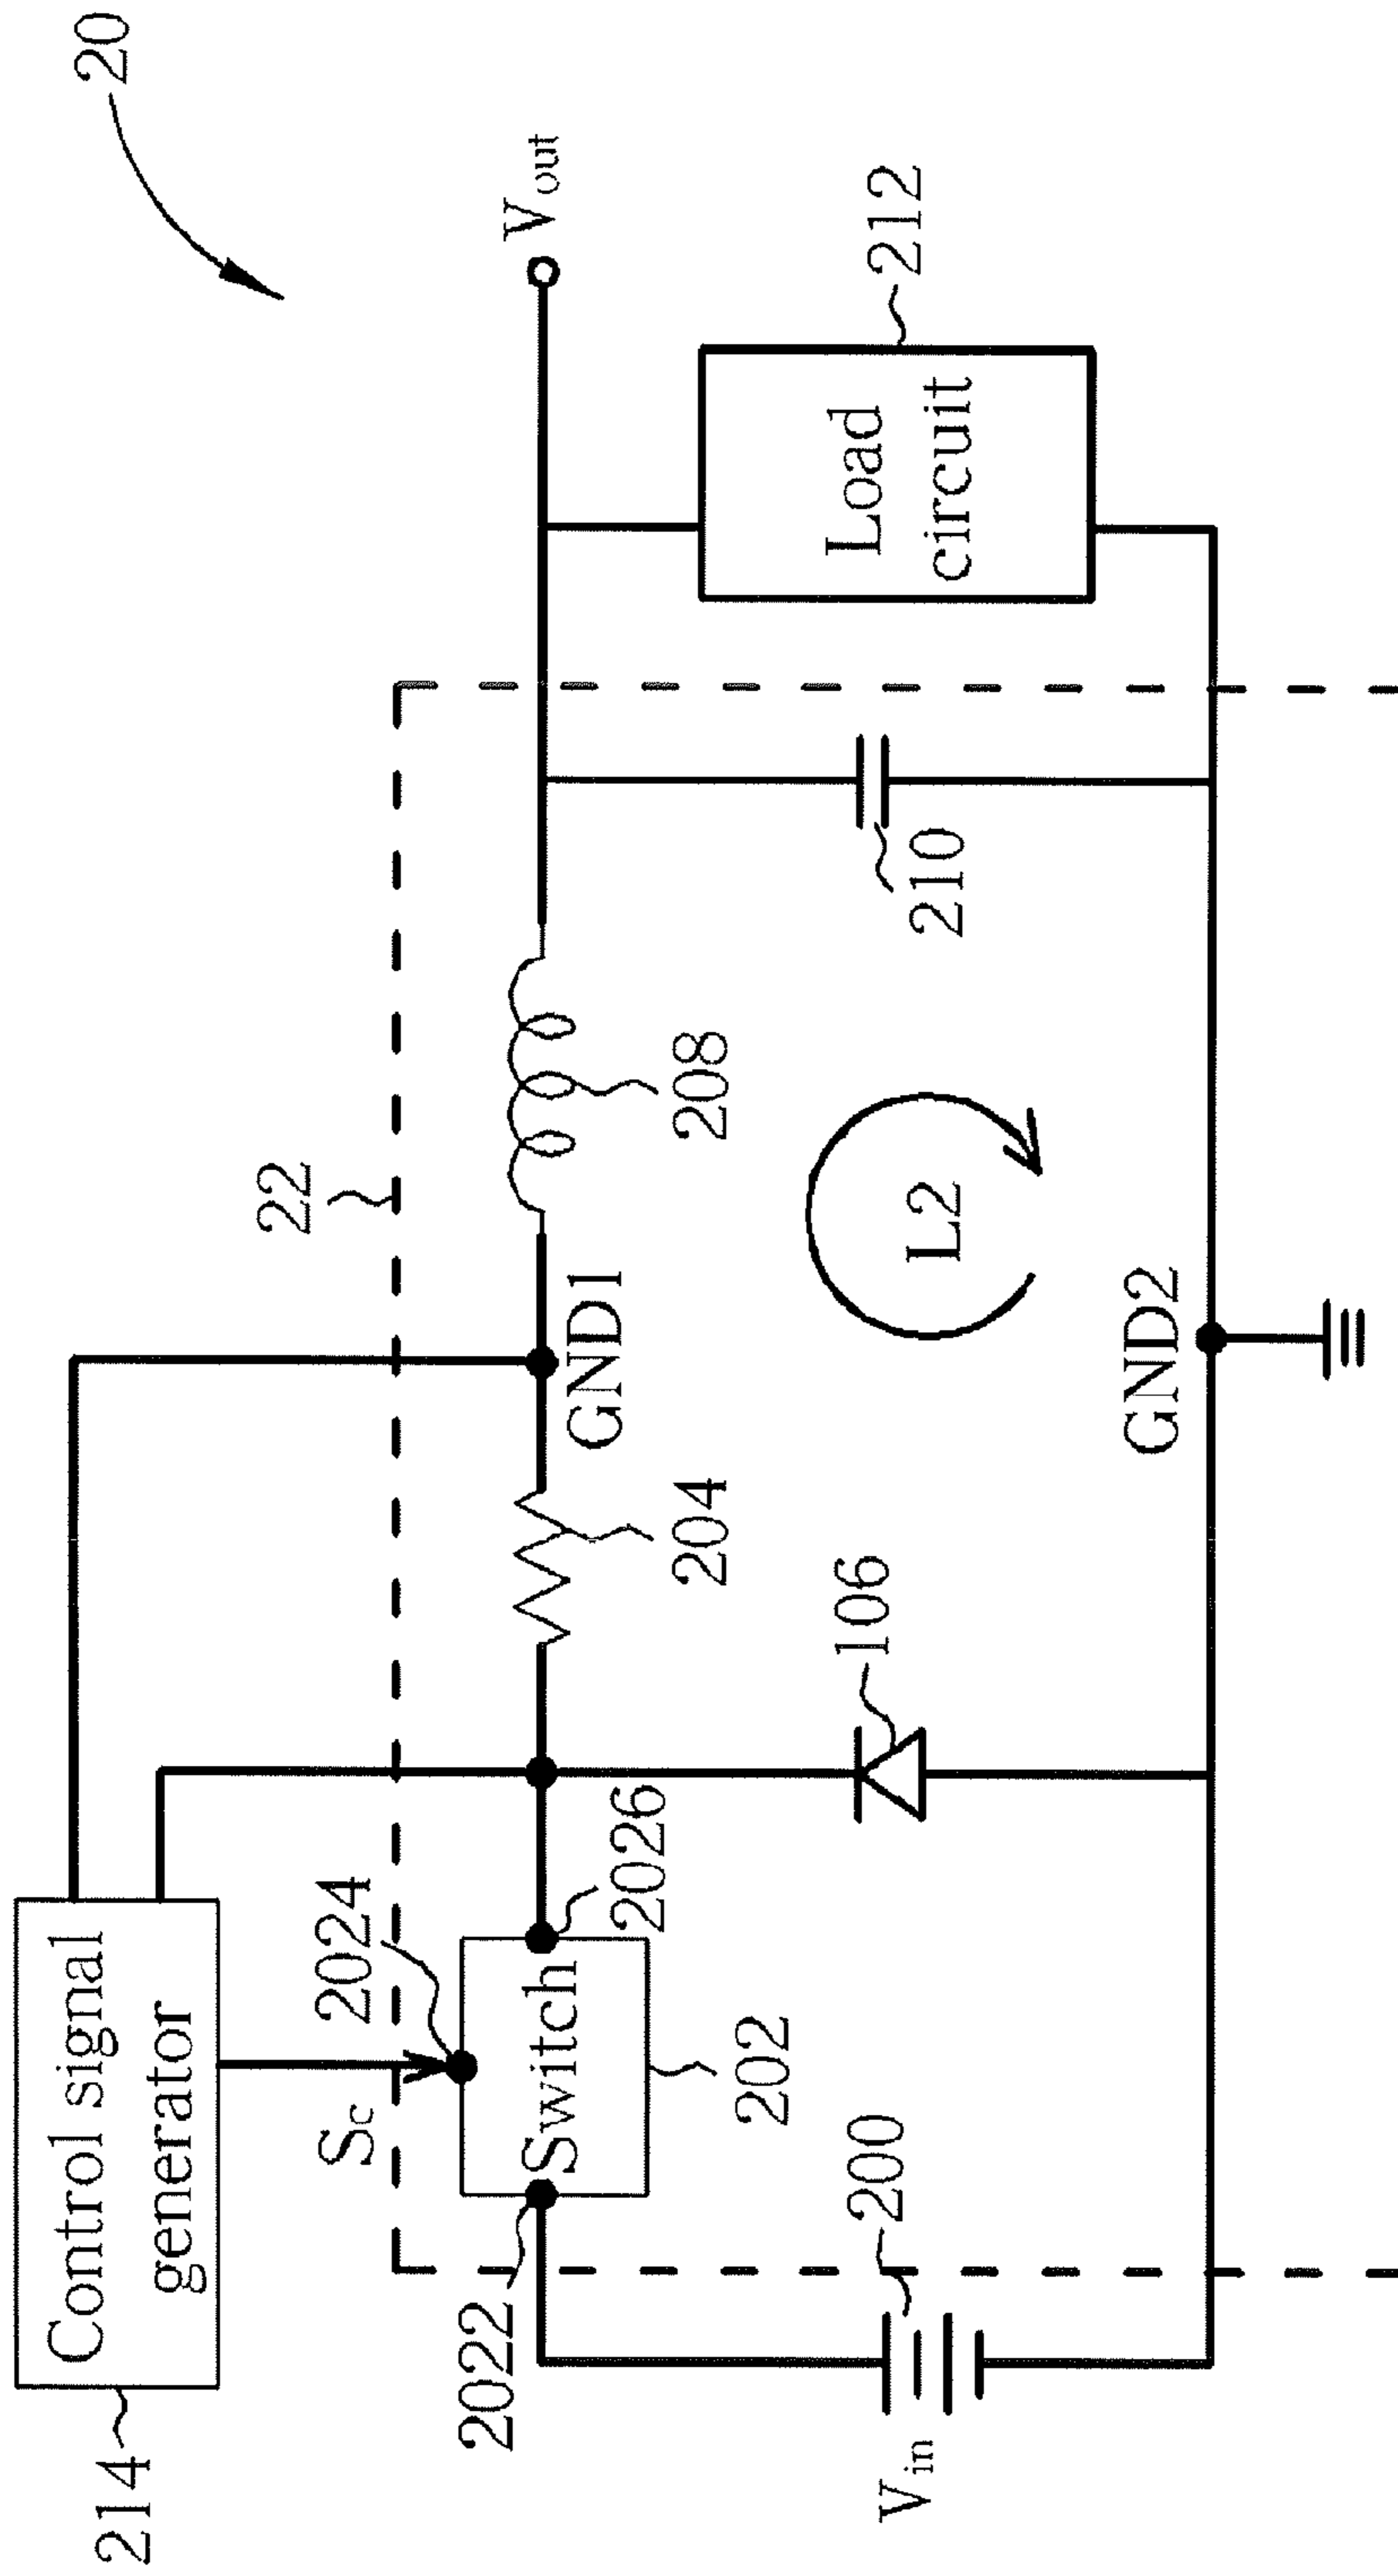 20
214
Control signal
generator
22
Sc
2024
Vout
2022
Switch
2026
GND1
202
204
208
212
Load
circuit
Vin
200
106
L2
210
GND2